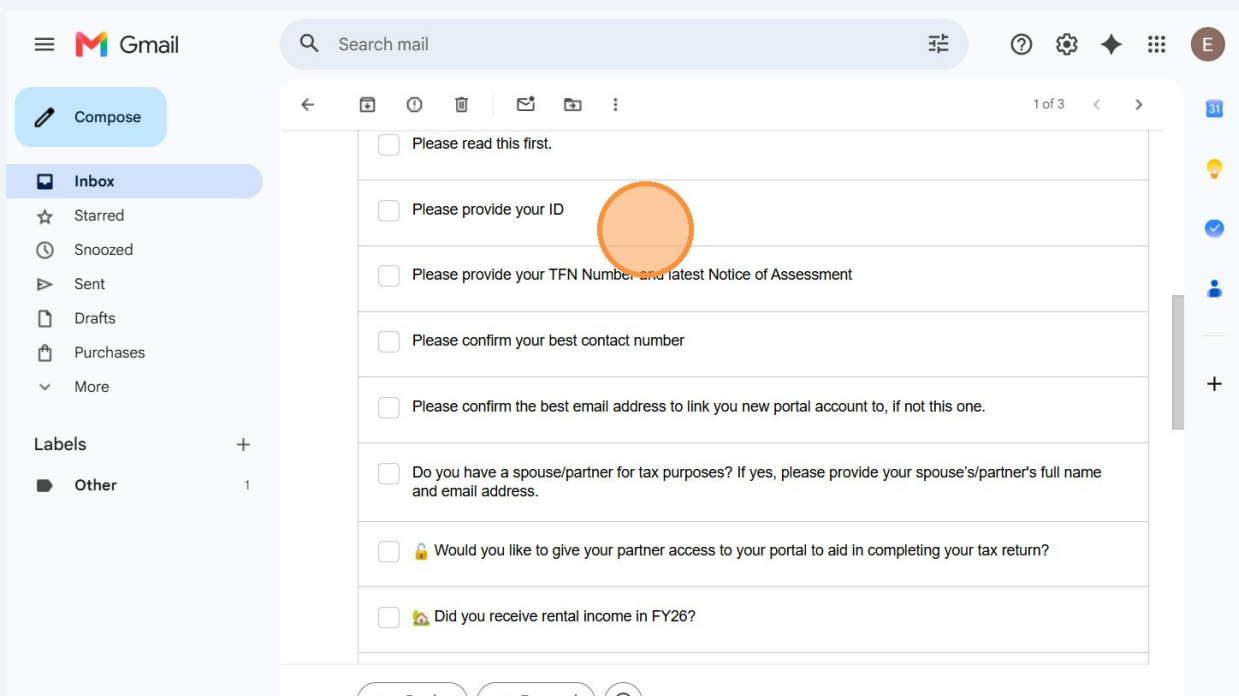 Gmail
Search mail
E
Compose
1 of 3
31
Inbox
Starred
Snoozed
Sent
Drafts
Purchases
More
Labels
Other 1
Please read this first.
Please provide your ID
Please provide your TFN Number and latest Notice of Assessment
Please confirm your best contact number
Please confirm the best email address to link you new portal account to, if not this one.
Do you have a spouse/partner for tax purposes? If yes, please provide your spouse's/partner's full name
and email address.
🔓 Would you like to give your partner access to your portal to aid in completing your tax return?
🏡 Did you receive rental income in FY26?